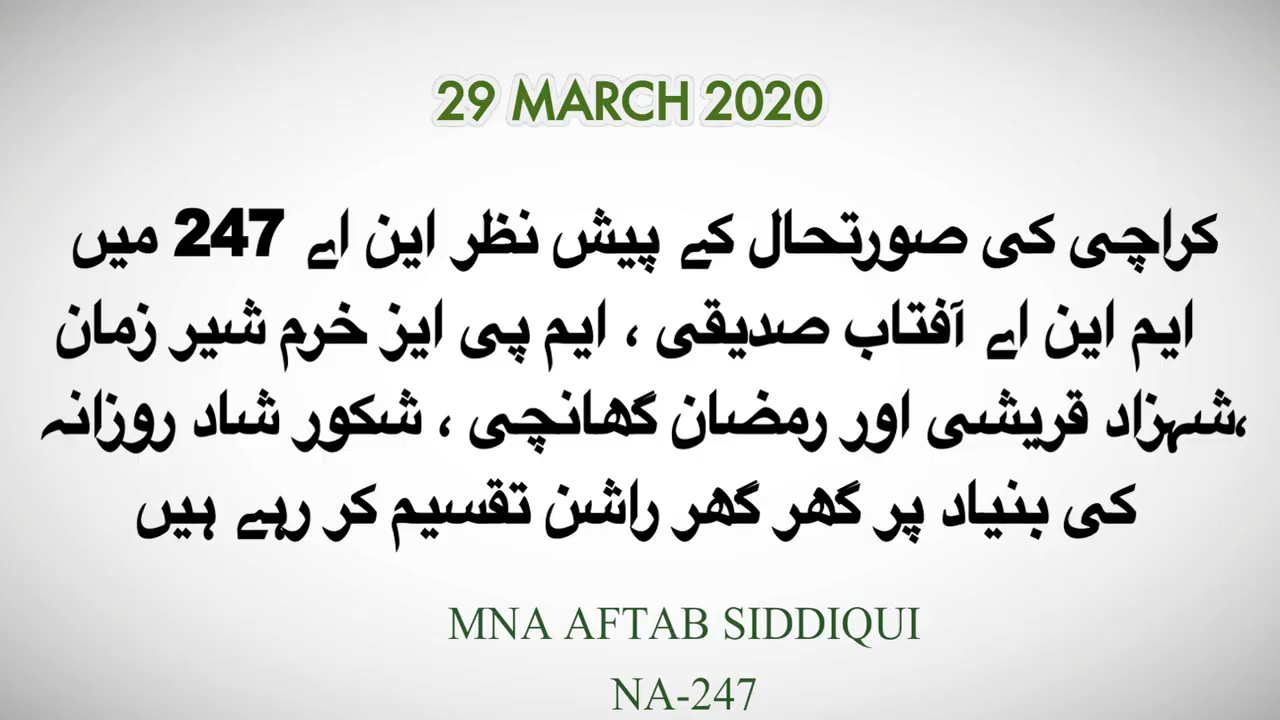 29 MARCH 2020
کراچی کی صورتحال کے پیش نظر این اے 247 میں
ایم این اے آفتاب صدیقی ، ایم پی ایز خرم شیر زمان
،شہزاد قریشی اور رمضان گھانچی ، شکور شاد روزانہ
کی بنیاد پر گھر گھر راشن تقسیم کر رہے ہیں
MNA AFTAB SIDDIQUI
NA-247